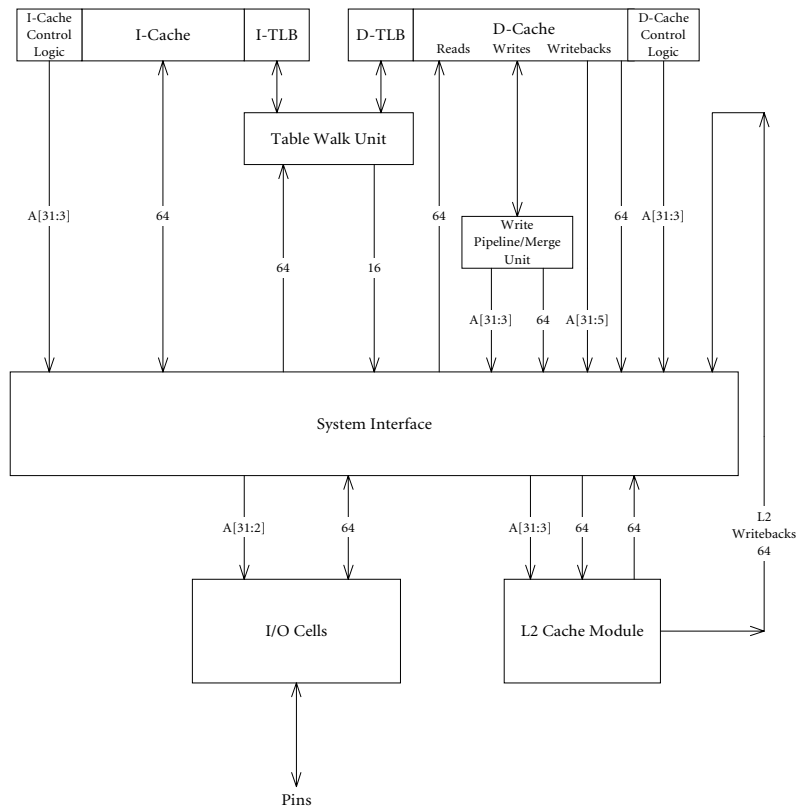 I-Cache
Control
Logic
I-Cache
I-TLB
D-TLB
D-Cache
Reads
Writes
Writebacks
D-Cache
Control
Logic
Table Walk Unit
A[31:3]
64
64
64
A[31:3]
Write
Pipeline/Merge
Unit
64
16
A[31:3]
64
A[31:5]
System Interface
A[31:2]
64
A[31:3]
64
64
L2
Writebacks
64
I/O Cells
L2 Cache Module
Pins